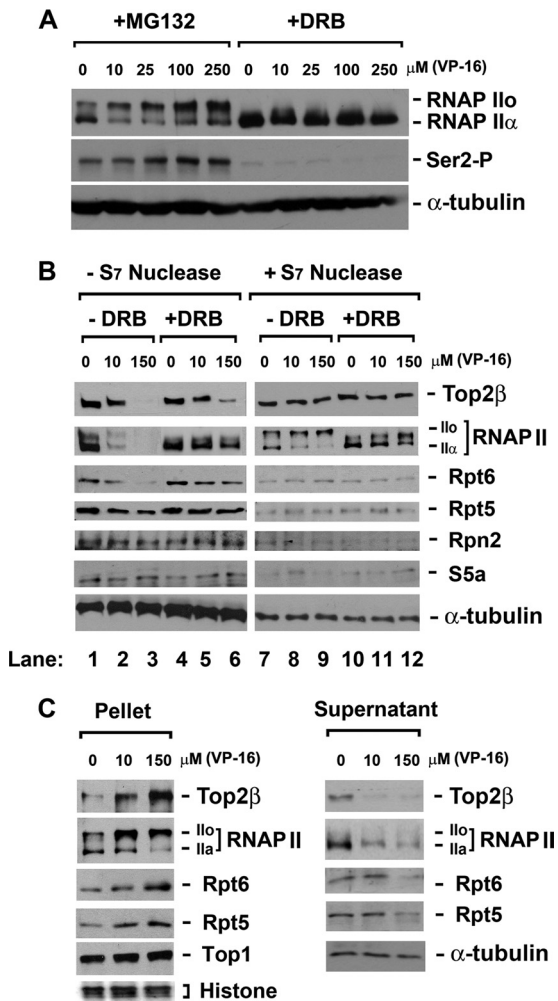 A
+MG132 +DRB
0 10 25 100 250 0 10 25 100 250 μM (VP-16)
- RNAP IIo
- RNAP IIα
- Ser2-P
- α-tubulin
B
- S7 Nuclease + S7 Nuclease
- DRB +DRB - DRB +DRB
0 10 150 0 10 150 0 10 150 0 10 150 μM (VP-16)
- Top2β
- IIo
- IIα ] RNAP II
- Rpt6
- Rpt5
- Rpn2
- S5a
- α-tubulin
Lane: 1 2 3 4 5 6 7 8 9 10 11 12
C
Pellet Supernatant
0 10 150 μM (VP-16) 0 10 150 μM (VP-16)
- Top2β - Top2β
- IIo - IIo
- IIa ] RNAP II - IIa ] RNAP II
- Rpt6 - Rpt6
- Rpt5 - Rpt5
- Top1 - α-tubulin
] Histone